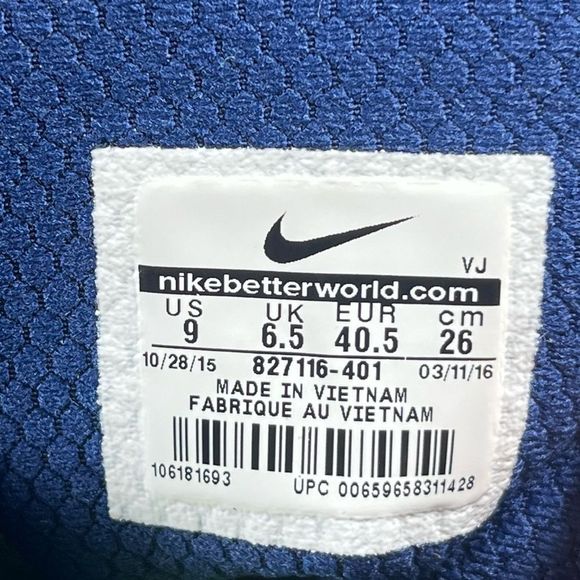 VJ
nikebetterworld.com
US UK EUR cm
9 6.5 40.5 26
10/28/15 827116-401 03/11/16
MADE IN VIETNAM
FABRIQUE AU VIETNAM
106181693 UPC 00659658311428